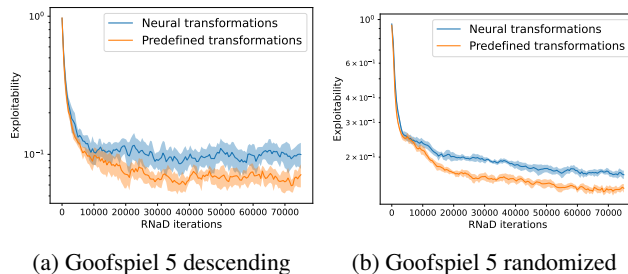 Neural transformations
Predefined transformations
Exploitability
10⁰
10⁻¹
0 10000 20000 30000 40000 50000 60000 70000
RNaD iterations
(a) Goofspiel 5 descending
Neural transformations
Predefined transformations
Exploitability
10⁰
6 × 10⁻¹
4 × 10⁻¹
3 × 10⁻¹
2 × 10⁻¹
0 10000 20000 30000 40000 50000 60000 70000
RNaD iterations
(b) Goofspiel 5 randomized